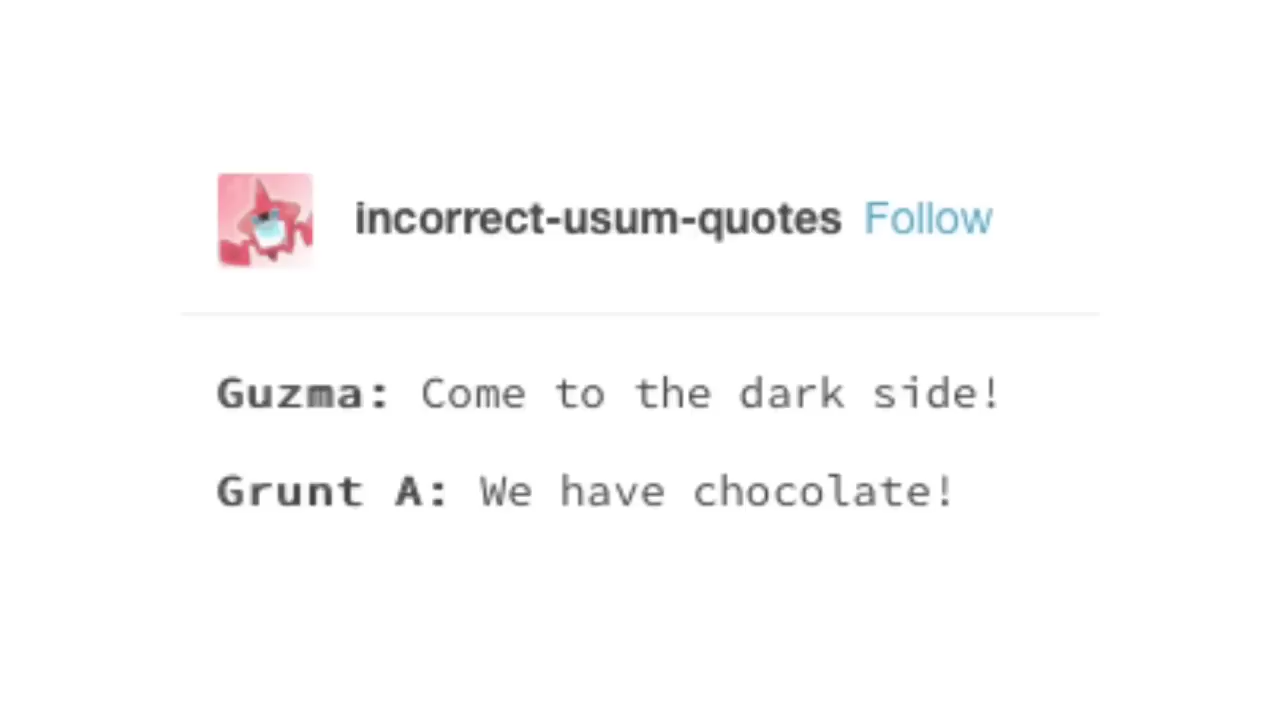 incorrect-usum-quotes Follow
Guzma: Come to the dark side!
Grunt A: We have chocolate!